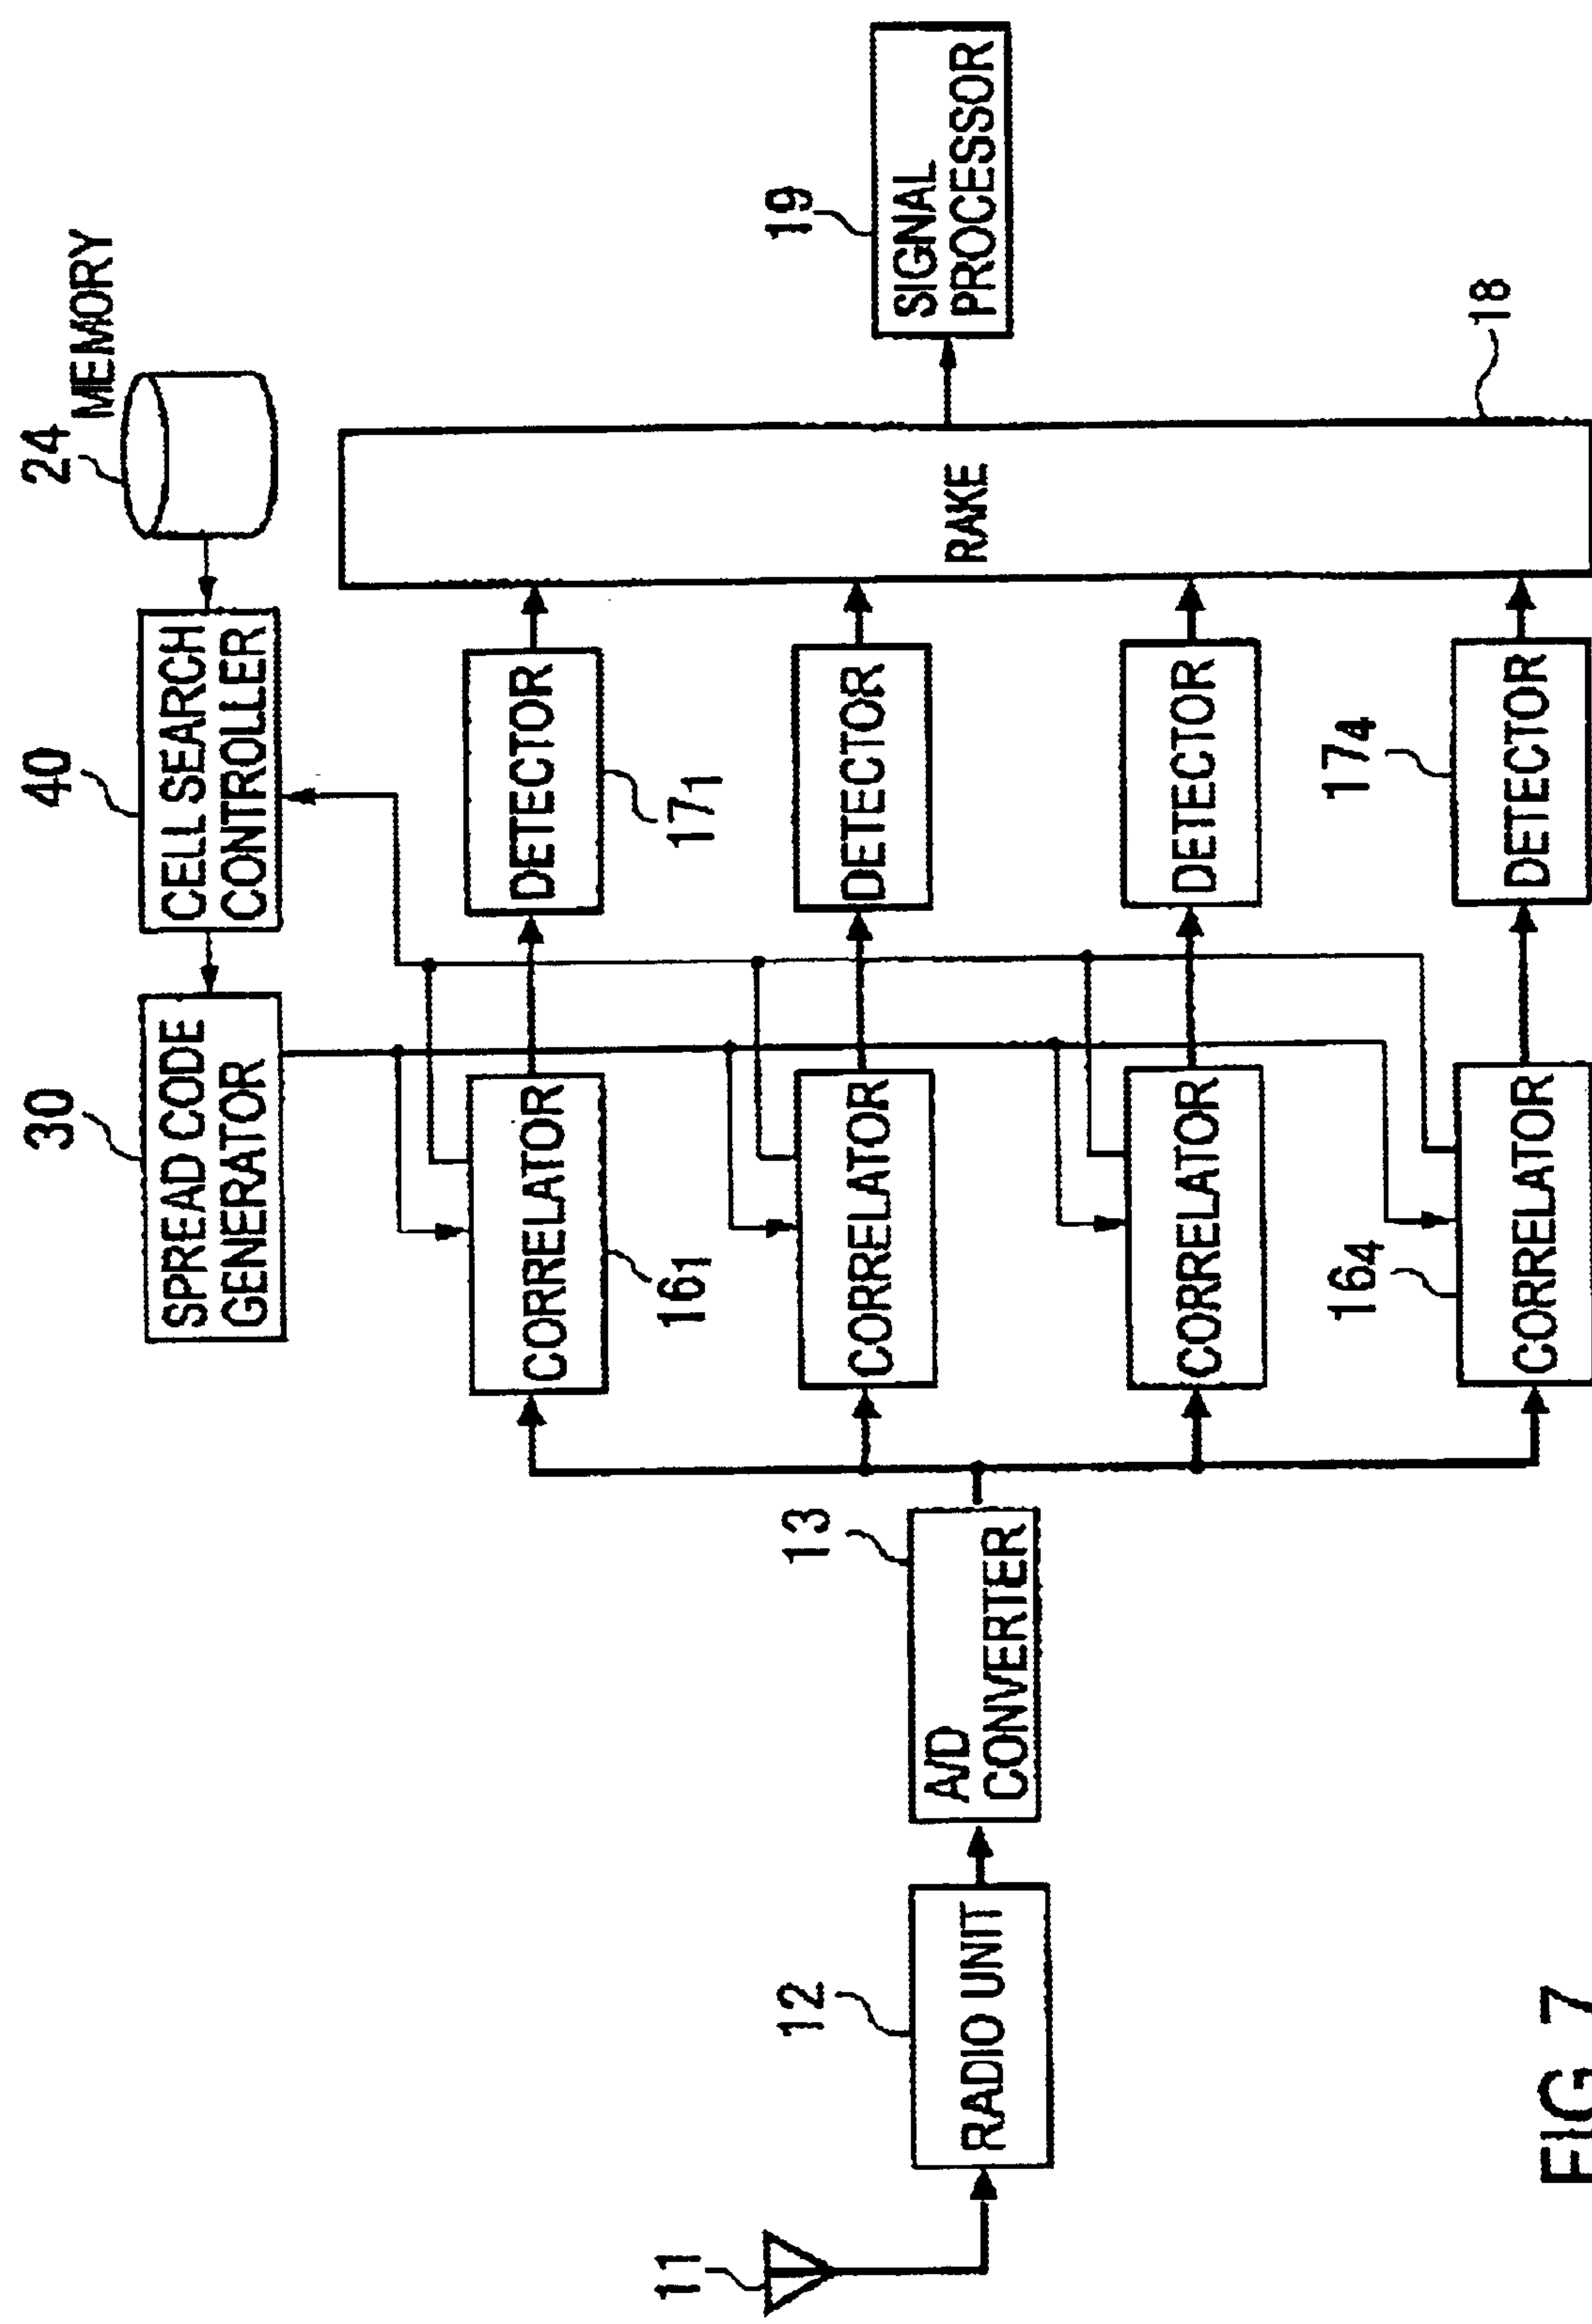 24
MEMORY
40
CELL SEARCH
CONTROLLER
30
SPREAD CODE
GENERATOR
19
SIGNAL
PROCESSOR
CORRELATOR
16₁
DETECTOR
17₁
CORRELATOR
DETECTOR
RAKE
18
CORRELATOR
DETECTOR
16₄
CORRELATOR
17₄
DETECTOR
11
12
RADIO UNIT
13
A/D
CONVERTER
FIG. 7